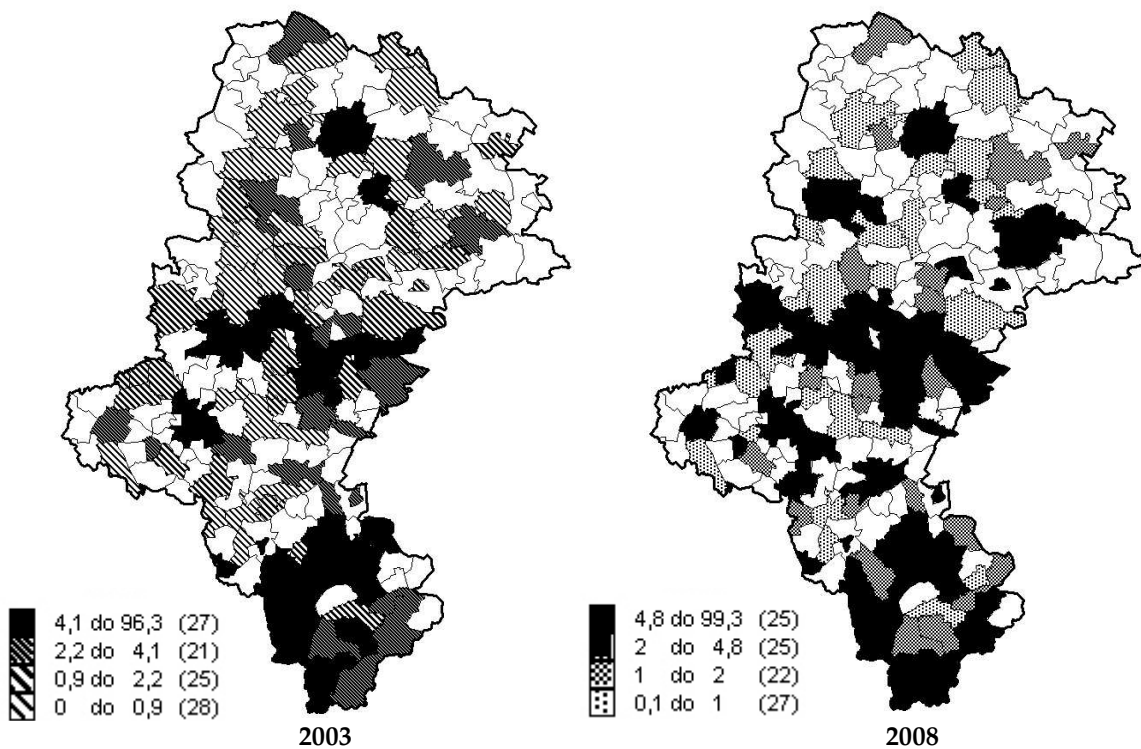 4,1 do 96,3 (27)
2,2 do 4,1 (21)
0,9 do 2,2 (25)
0 do 0,9 (28)
2003
4,8 do 99,3 (25)
2 do 4,8 (25)
1 do 2 (22)
0,1 do 1 (27)
2008